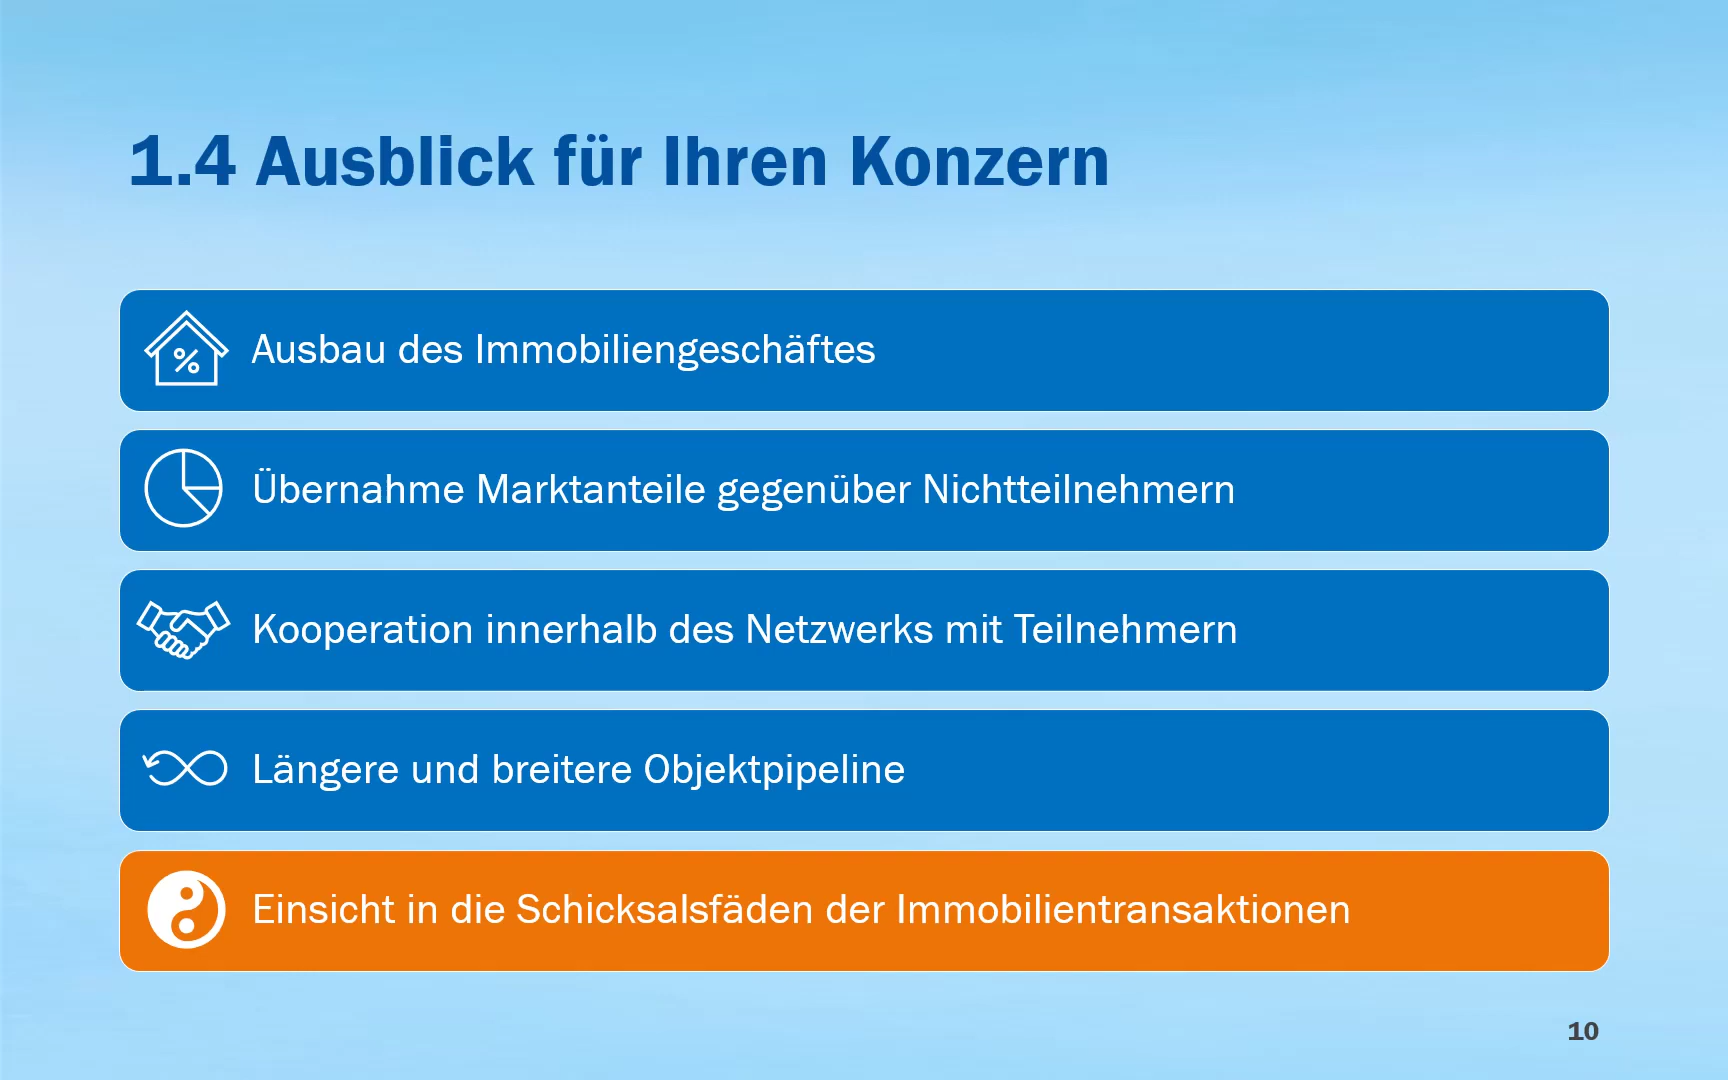 1.4 Ausblick für Ihren Konzern
%
Ausbau des Immobiliengeschäftes
Übernahme Marktanteile gegenüber Nichtteilnehmern
Kooperation innerhalb des Netzwerks mit Teilnehmern
Längere und breitere Objektpipeline
Einsicht in die Schicksalsfäden der Immobilientransaktionen
10